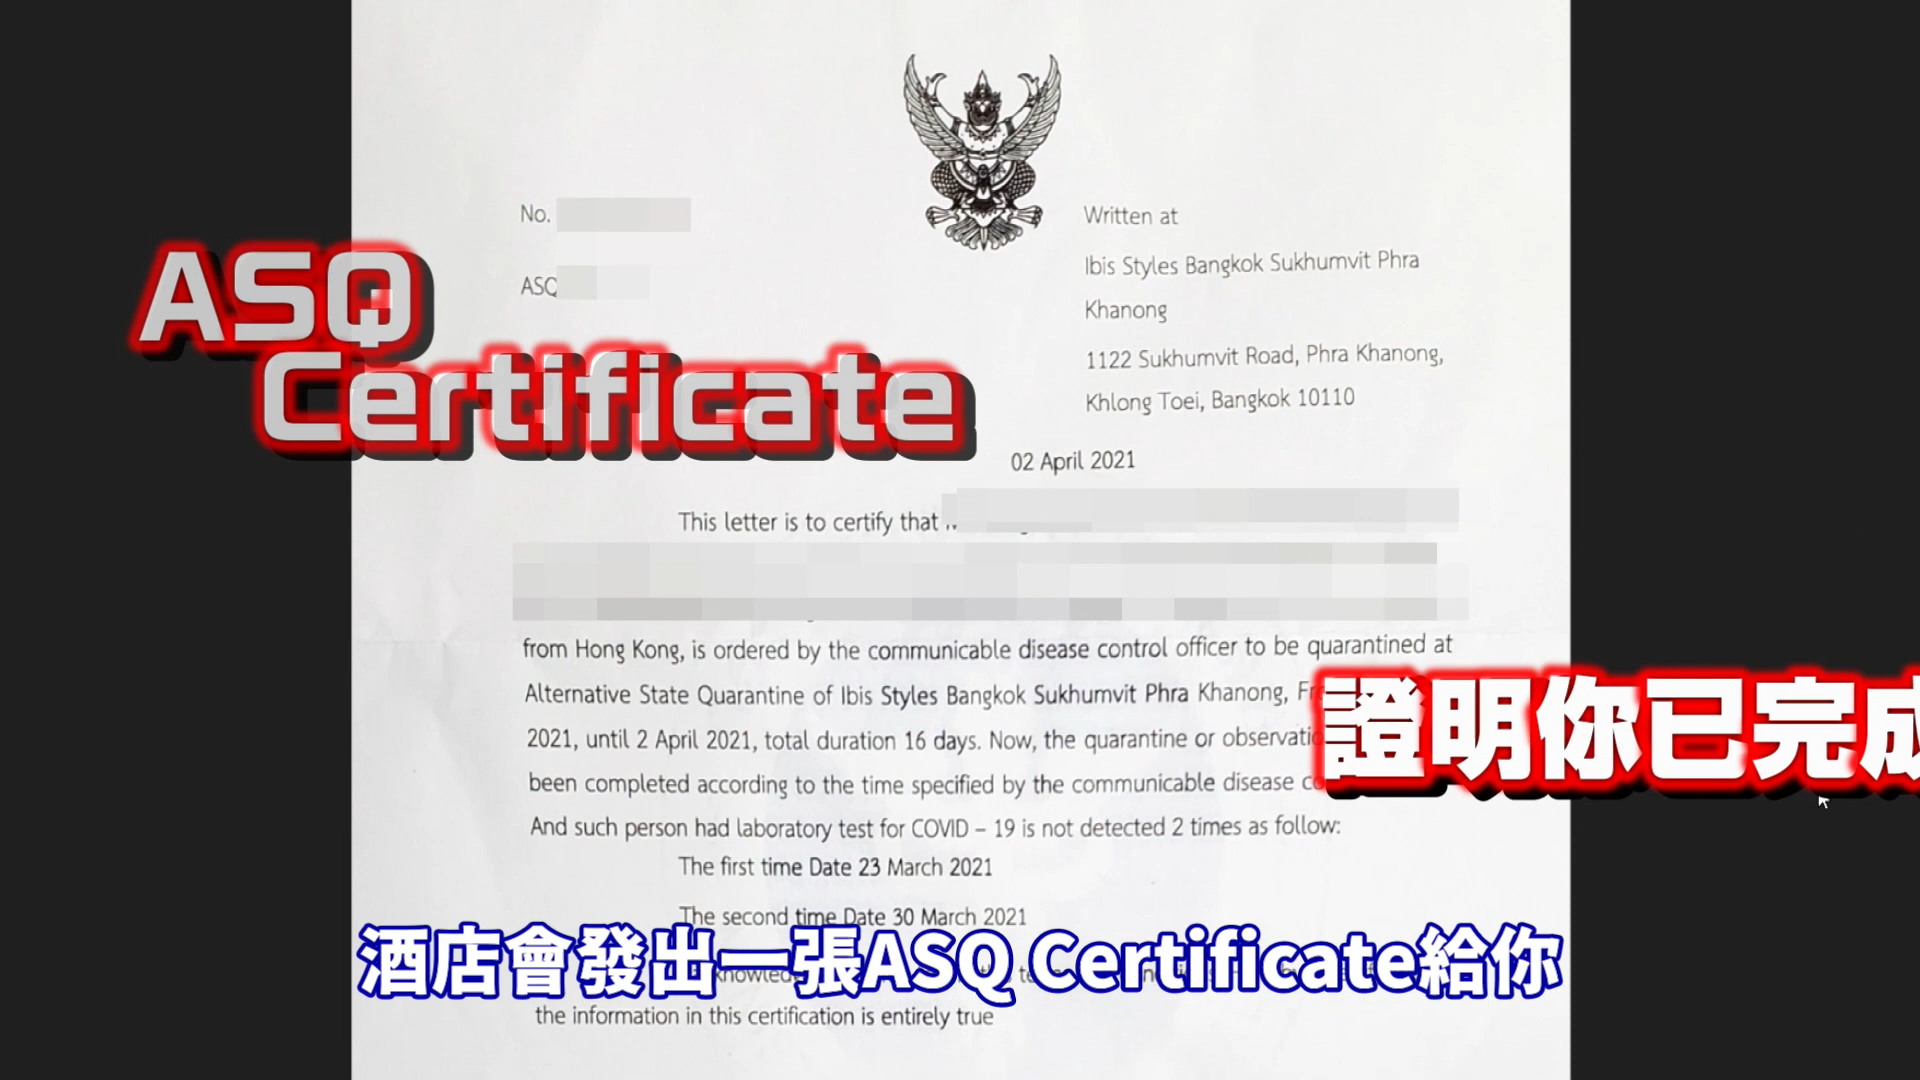 No.
ASQ
Written at
Ibis Styles Bangkok Sukhumvit Phra
Khanong
1122 Sukhumvit Road, Phra Khanong,
Khlong Toei, Bangkok 10110
ASQ
Certificate
02 April 2021
This letter is to certify that
from Hong Kong, is ordered by the communicable disease control officer to be quarantined at
Alternative State Quarantine of Ibis Styles Bangkok Sukhumvit Phra Khanong,
2021, until 2 April 2021, total duration 16 days. Now, the quarantine or
been completed according to the time specified by the communicable disease
證明你已完成
And such person had laboratory test for COVID – 19 is not detected 2 times as follow:
The first time Date 23 March 2021
The second time Date 30 March 2021
酒店會發出一張ASQ Certificate給你
the information in this certification is entirely true